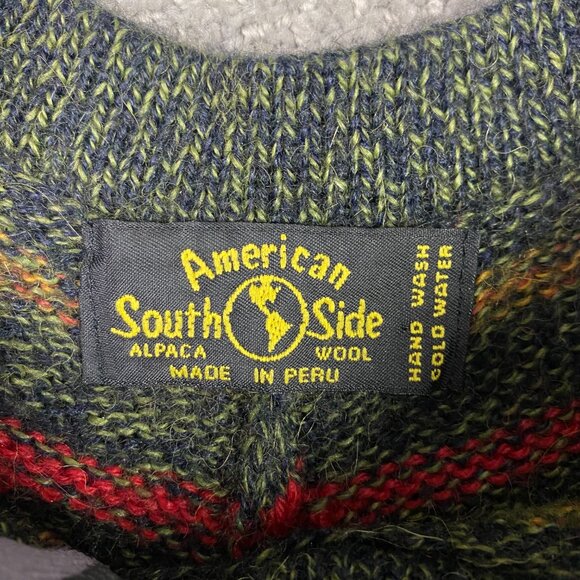 American
South Side
ALPACA WOOL
MADE IN PERU
HAND WASH
COLD WATER